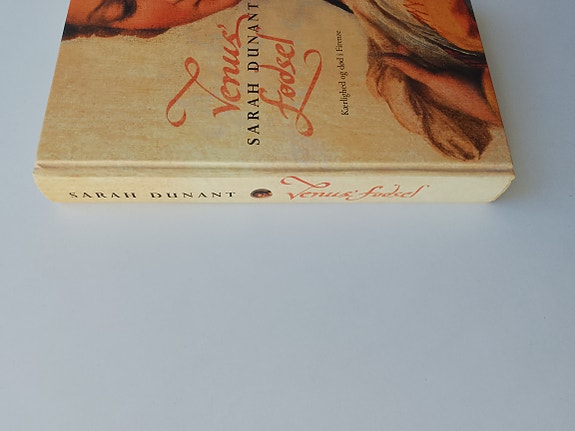 Venus'
SARAH DUNANT
fødsel
Kærlighed og død i Firenze
SARAH DUNANT Venus' fødsel